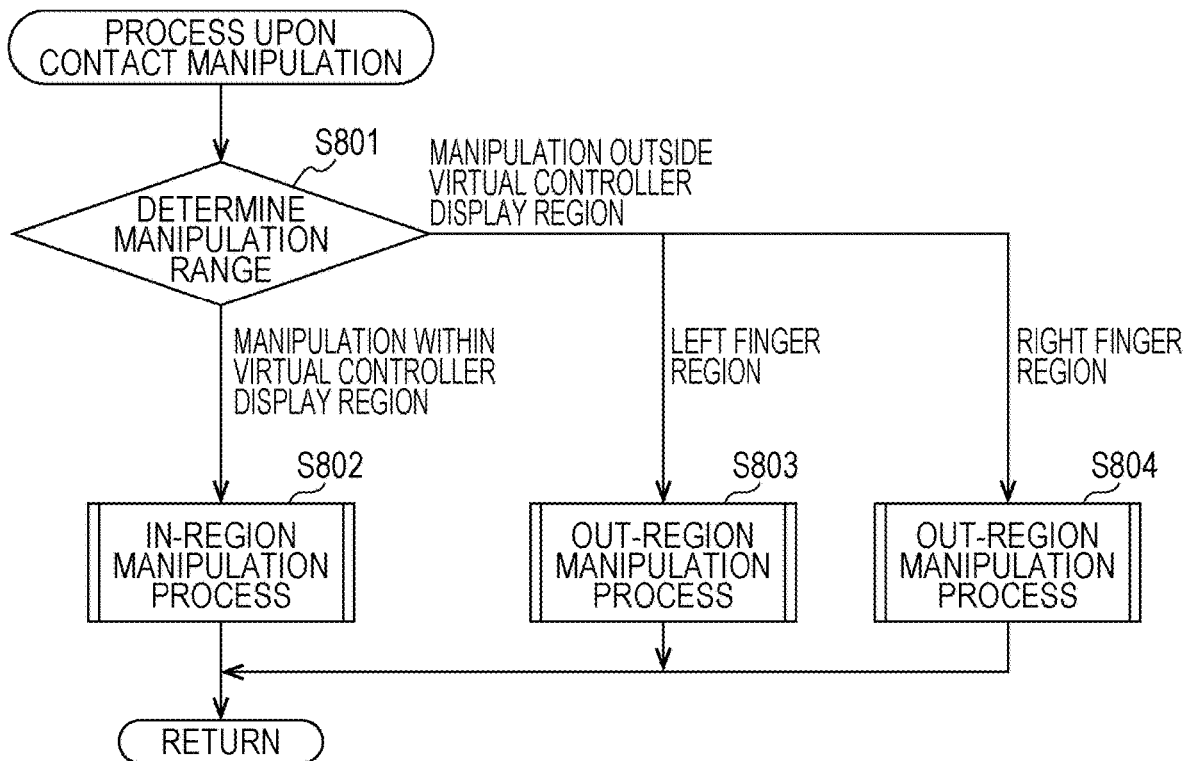 PROCESS UPON
CONTACT MANIPULATION
S801
MANIPULATION OUTSIDE
VIRTUAL CONTROLLER
DISPLAY REGION
DETERMINE
MANIPULATION
RANGE
MANIPULATION WITHIN
VIRTUAL CONTROLLER
DISPLAY REGION
LEFT FINGER
REGION
RIGHT FINGER
REGION
S802
IN-REGION
MANIPULATION
PROCESS
S803
OUT-REGION
MANIPULATION
PROCESS
S804
OUT-REGION
MANIPULATION
PROCESS
RETURN